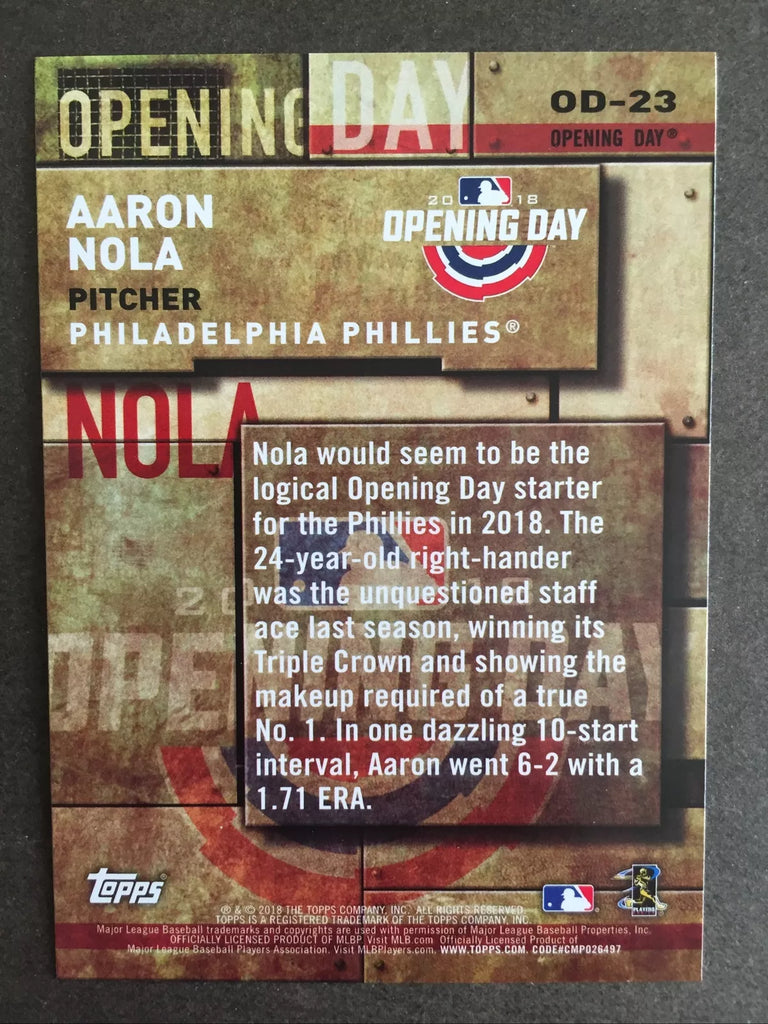 OPENING DAY
OD-23
OPENING DAY®
AARON
NOLA
PITCHER
PHILADELPHIA PHILLIES®
20 18
OPENING DAY
NOLA
Nola would seem to be the
logical Opening Day starter
for the Phillies in 2018. The
24-year-old right-hander
was the unquestioned staff
ace last season, winning its
Triple Crown and showing the
makeup required of a true
No. 1. In one dazzling 10-start
interval, Aaron went 6-2 with a
1.71 ERA.
2018
OPENING DAY
Topps®
PLAYERS
® & © 2018 THE TOPPS COMPANY, INC. ALL RIGHTS RESERVED.
TOPPS IS A REGISTERED TRADEMARK OF THE TOPPS COMPANY, INC.
Major League Baseball trademarks and copyrights are used with permission of Major League Baseball Properties, Inc.
OFFICIALLY LICENSED PRODUCT OF MLBP. Visit MLB.com Officially Licensed Product of
Major League Baseball Players Association. Visit MLBPlayers.com. WWW.TOPPS.COM. CODE#CMP026497